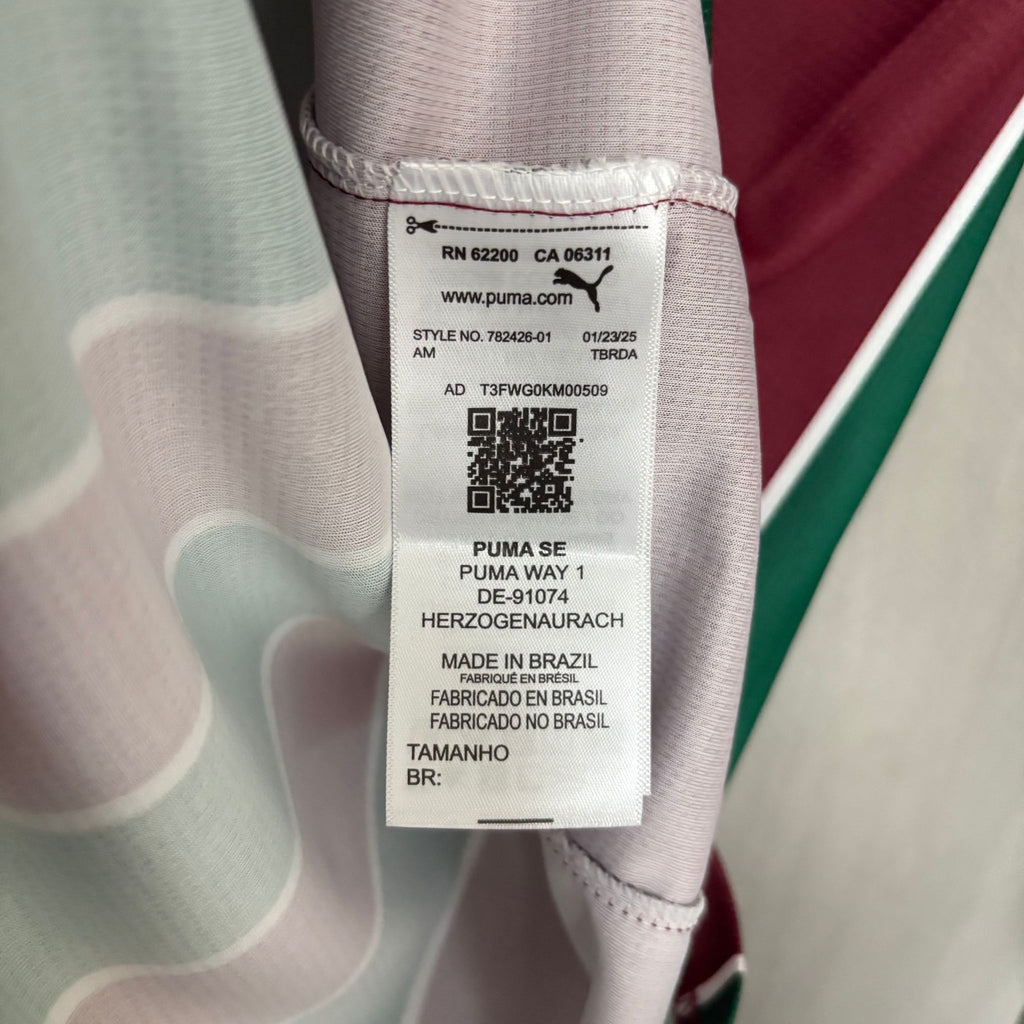 RN 62200 CA 06311
www.puma.com
STYLE NO. 782426-01 01/23/25
AM TBRDA
AD T3FWG0KM00509
PUMA SE
PUMA WAY 1
DE-91074
HERZOGENAURACH
MADE IN BRAZIL
FABRIQUÉ EN BRÉSIL
FABRICADO EN BRASIL
FABRICADO NO BRASIL
TAMANHO
BR: